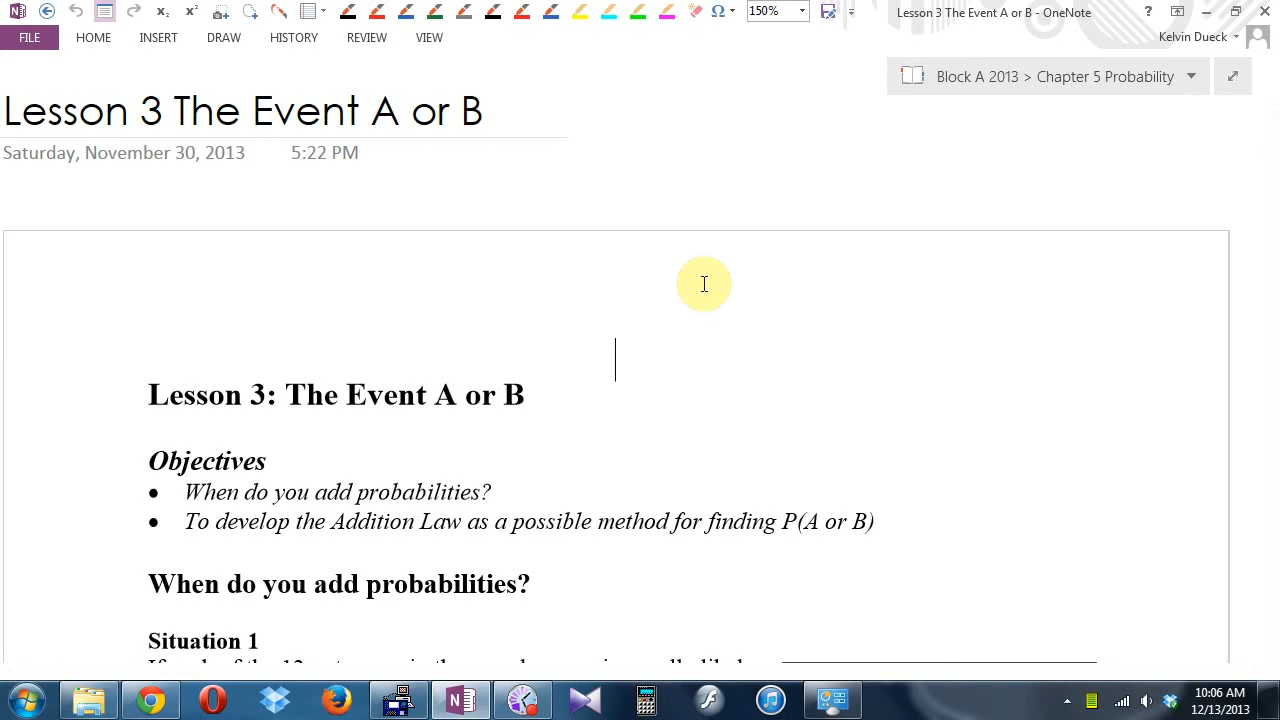 150%
Lesson 3 The Event A or B - OneNote
FILE HOME INSERT DRAW HISTORY REVIEW VIEW
Kelvin Dueck
Block A 2013 > Chapter 5 Probability
Lesson 3 The Event A or B
Saturday, November 30, 2013 5:22 PM
Lesson 3: The Event A or B
Objectives
• When do you add probabilities?
• To develop the Addition Law as a possible method for finding P(A or B)
When do you add probabilities?
Situation 1
10:06 AM
12/13/2013